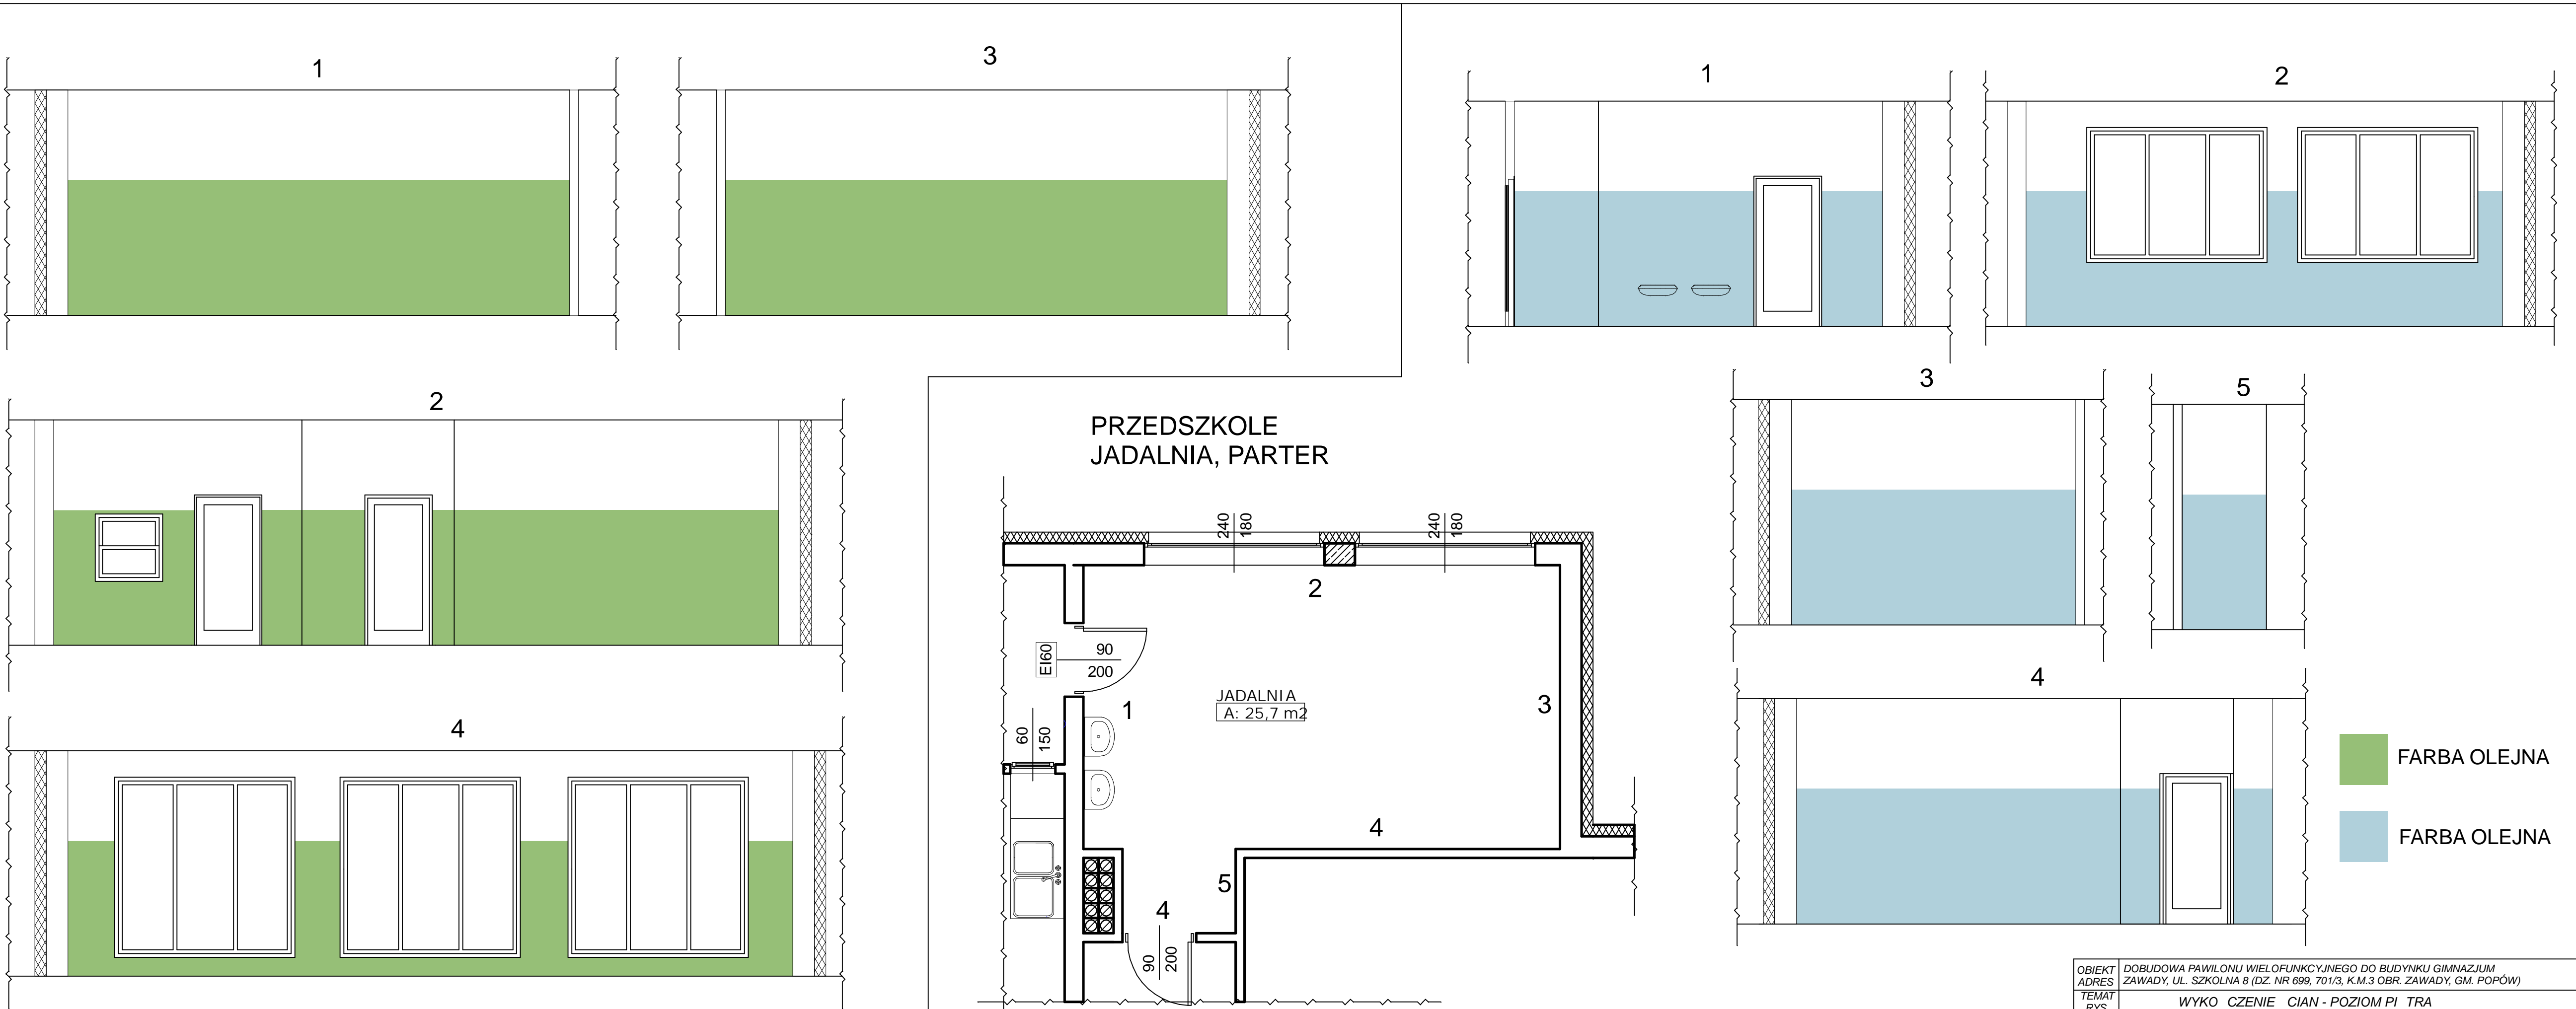 1
3
1
2
2
3
5
PRZEDSZKOLE
JADALNIA, PARTER
240
180
240
180
2
EI60
90
200
JADALNIA
A: 25,7 m2
1
3
60
150
4
5
4
90
200
4
4
FARBA OLEJNA
FARBA OLEJNA
OBIEKT
ADRES
DOBUDOWA PAWILONU WIELOFUNKCYJNEGO DO BUDYNKU GIMNAZJUM
ZAWADY, UL. SZKOLNA 8 (DZ. NR 699, 701/3, K.M.3 OBR. ZAWADY, GM. POPÓW)
TEMAT
RYS.
WYKO CZENIE CIAN - POZIOM PI TRA